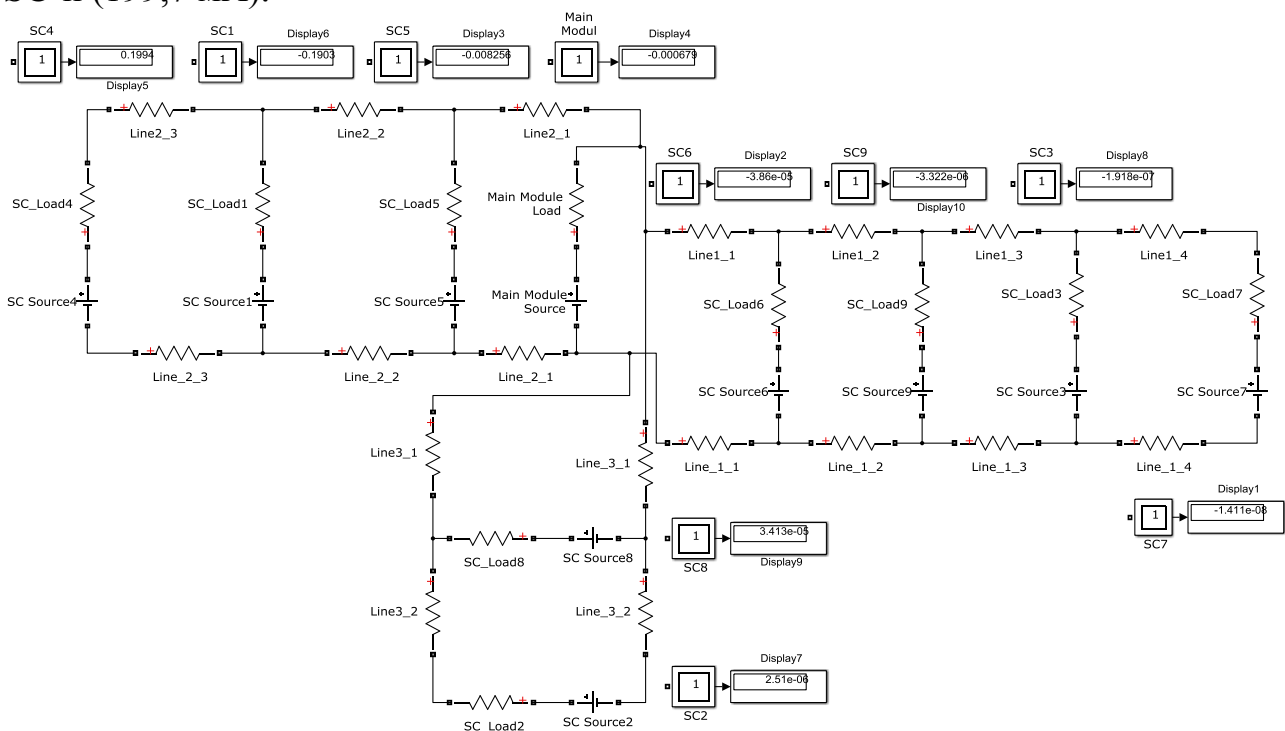 SC4
1
0.1994
Display5
SC1
1
Display6
-0.1903
SC5
1
Display3
-0.008256
Main
Modul
1
Display4
-0.000679
Line2_3
Line2_2
Line2_1
SC6
1
Display2
-3.86e-05
SC9
1
-3.322e-06
Display10
SC3
1
Display8
-1.918e-07
SC_Load4
SC_Load1
SC_Load5
Main Module
Load
Line1_1
Line1_2
Line1_3
Line1_4
SC Source4
SC Source1
SC Source5
Main Module
Source
SC_Load6
SC_Load9
SC_Load3
SC_Load7
Line_2_3
Line_2_2
Line_2_1
SC Source6
SC Source9
SC Source3
SC Source7
Line3_1
Line_3_1
Line_1_1
Line_1_2
Line_1_3
Line_1_4
1
SC7
Display1
-1.411e-08
SC_Load8
SC Source8
1
SC8
3.413e-05
Display9
Line3_2
Line_3_2
SC_Load2
SC Source2
1
SC2
Display7
2.51e-06